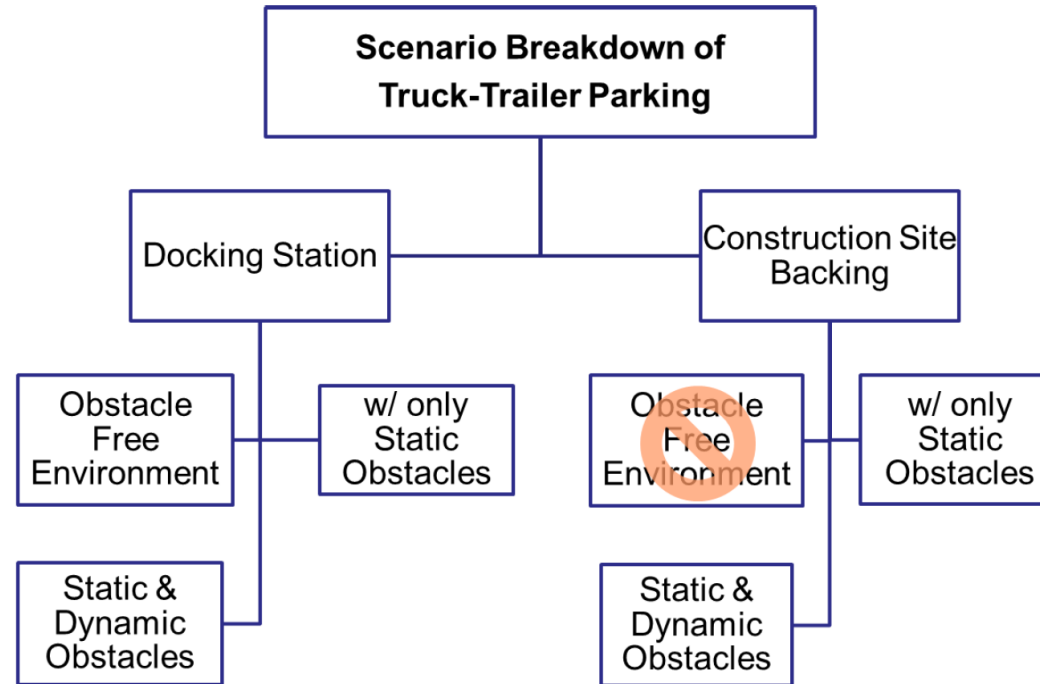 Scenario Breakdown of
Truck-Trailer Parking
Docking Station
Construction Site
Backing
Obstacle
Free
Environment
w/ only
Static
Obstacles
Obstacle
Free
Environment
w/ only
Static
Obstacles
Static &
Dynamic
Obstacles
Static &
Dynamic
Obstacles